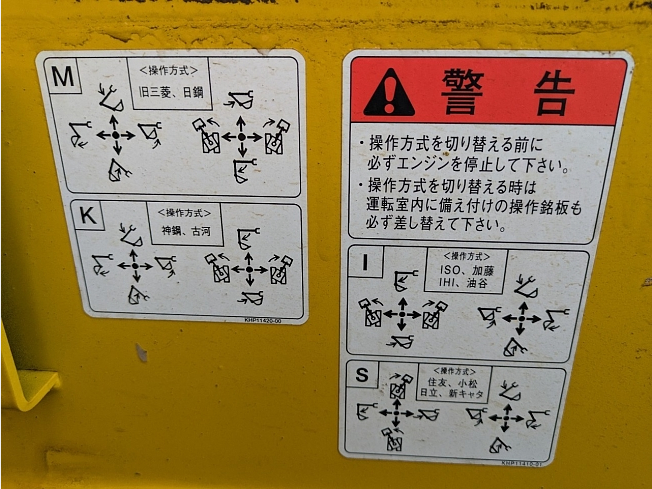 M
<操作方式>
旧三菱、日鋼
K
<操作方式>
神鋼、古河
KHP11420-00
警告
・操作方式を切り替える前に
必ずエンジンを停止して下さい。
・操作方式を切り替える時は
運転室内に備え付けの操作銘板も
必ず差し替えて下さい。
I
<操作方式>
ISO、加藤
IHI、油谷
S
<操作方式>
住友、小松
日立、新キャタ
KHP11410-01